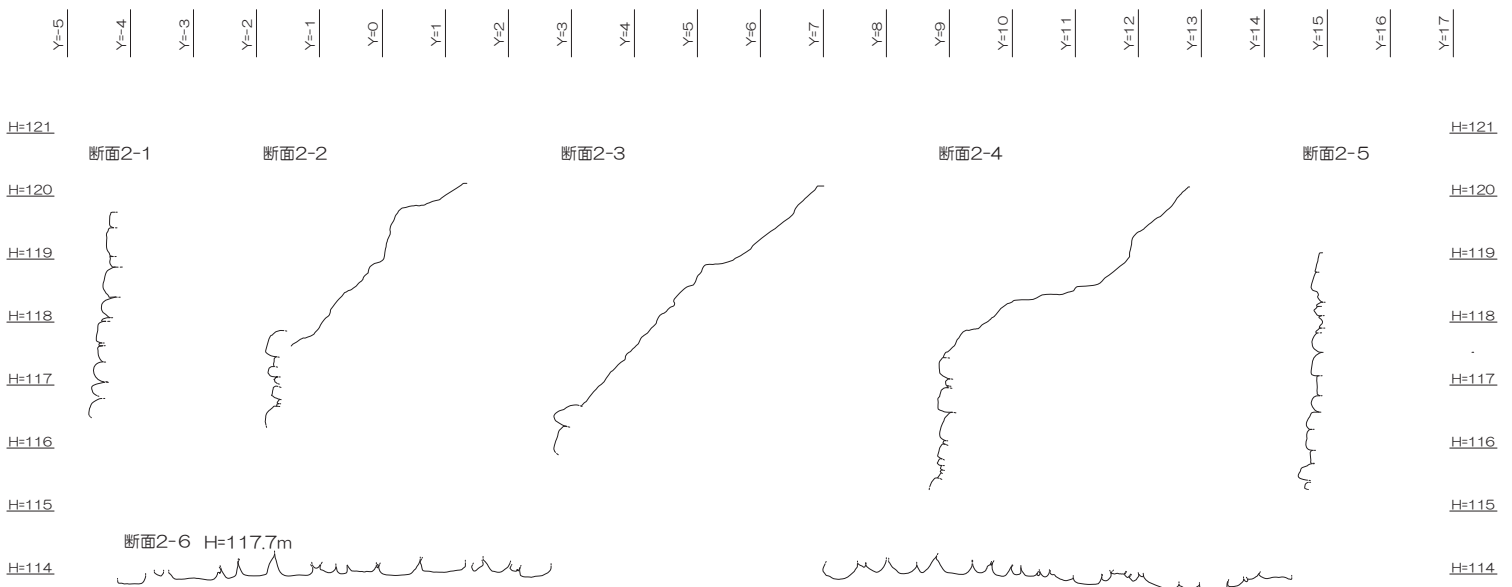 Y=-5 Y=-4 Y=-3 Y=-2 Y=-1 Y=0 Y=1 Y=2 Y=3 Y=4 Y=5 Y=6 Y=7 Y=8 Y=9 Y=10 Y=11 Y=12 Y=13 Y=14 Y=15 Y=16 Y=17
H=121 H=121
断面2-1 断面2-2 断面2-3 断面2-4 断面2-5
H=120 H=120
H=119 H=119
H=118 H=118
H=117 H=117
H=116 H=116
H=115 H=115
断面2-6 H=117.7m
H=114 H=114